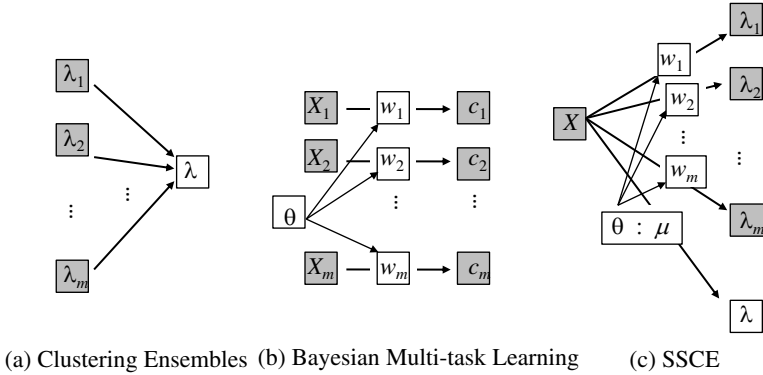 λ1
λ2
⋮
⋮
λm
λ
X1 w1 c1
X2 w2 c2
⋮ ⋮
θ
Xm wm cm
λ1
w1
λ2
w2
X
⋮
⋮
wm
λm
θ : μ
λ
(a) Clustering Ensembles (b) Bayesian Multi-task Learning (c) SSCE